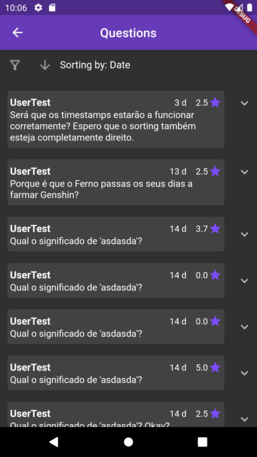 10:06
DEBUG
Questions
Sorting by: Date
UserTest 3 d 2.5
Será que os timestamps estarão a funcionar
corretamente? Espero que o sorting também
esteja completamente direito.
UserTest 13 d 2.5
Porque é que o Ferno passas os seus dias a
farmar Genshin?
UserTest 14 d 3.7
Qual o significado de 'asdasda'?
UserTest 14 d 0.0
Qual o significado de 'asdasda'?
UserTest 14 d 0.0
Qual o significado de 'asdasda'?
UserTest 14 d 5.0
Qual o significado de 'asdasda'?
UserTest 14 d 2.5
Qual o significado de 'asdasda'? Okay?